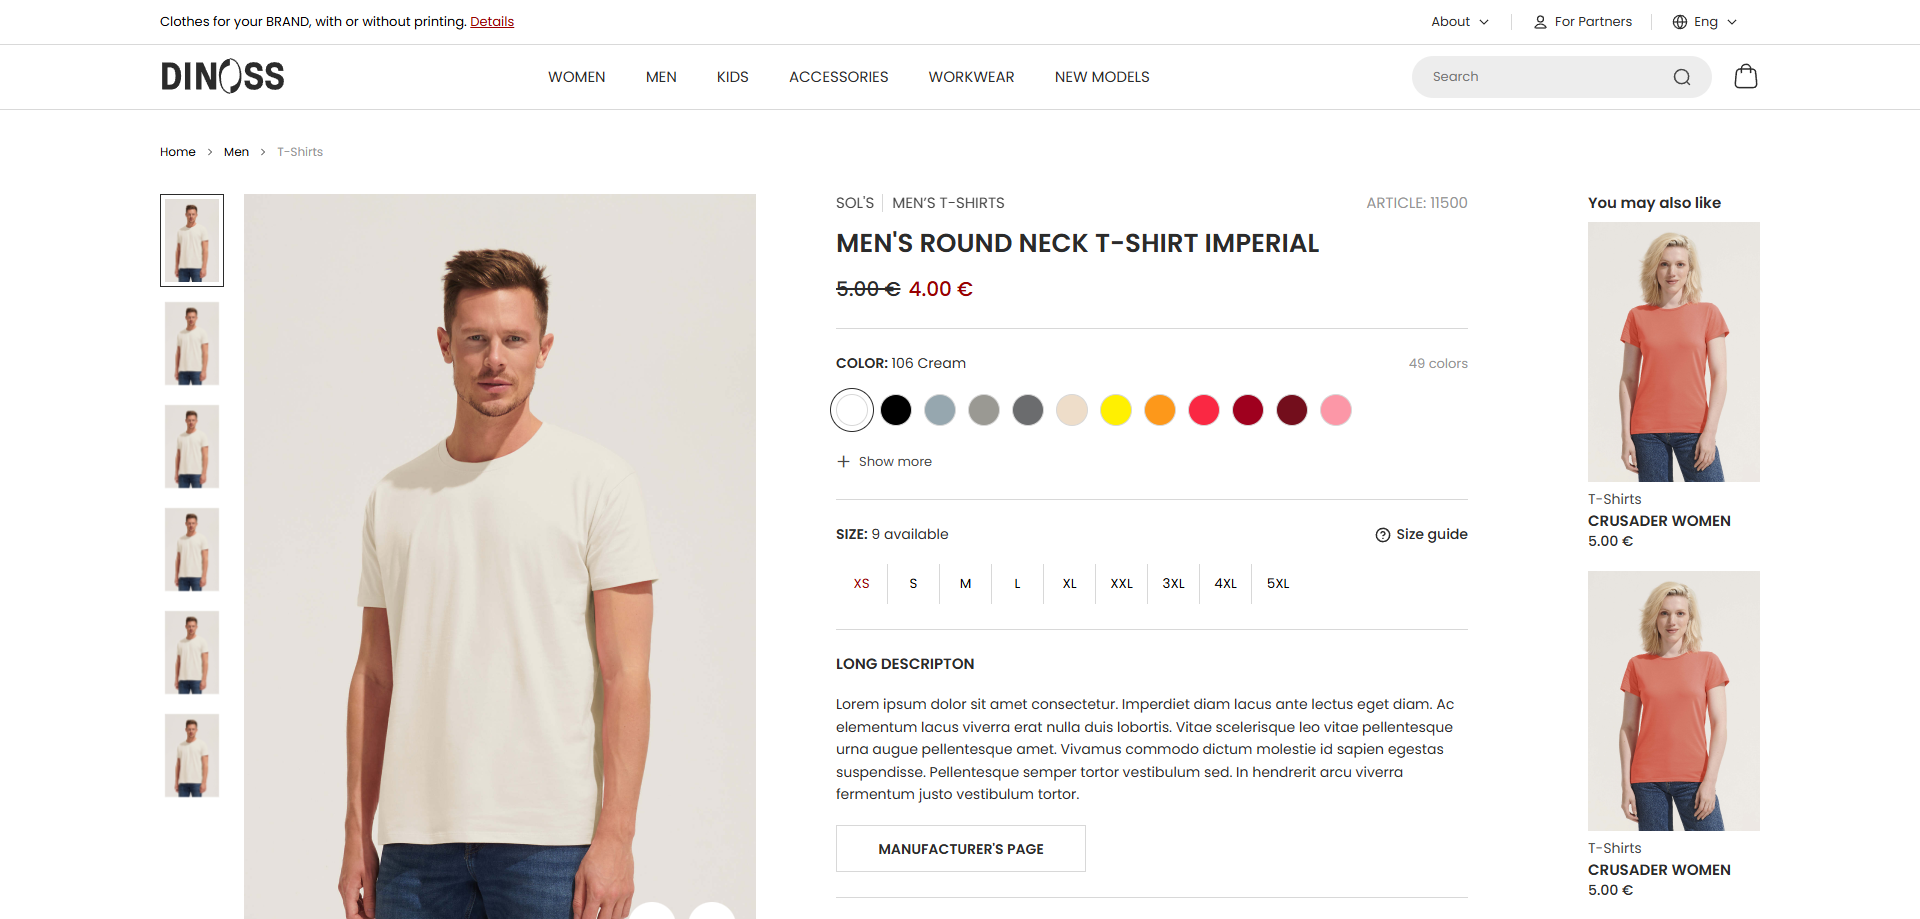 Clothes for your BRAND, with or without printing. Details
About
For Partners
Eng
DINOSS
WOMEN
MEN
KIDS
ACCESSORIES
WORKWEAR
NEW MODELS
Search
Home > Men > T-Shirts
SOL'S | MEN’S T-SHIRTS
ARTICLE: 11500
MEN'S ROUND NECK T-SHIRT IMPERIAL
5.00 € 4.00 €
COLOR: 106 Cream
49 colors
+ Show more
SIZE: 9 available
Size guide
XS
S
M
L
XL
XXL
3XL
4XL
5XL
LONG DESCRIPTON
Lorem ipsum dolor sit amet consectetur. Imperdiet diam lacus ante lectus eget diam. Ac
elementum lacus viverra erat nulla duis lobortis. Vitae scelerisque leo vitae pellentesque
urna augue pellentesque amet. Vivamus commodo dictum molestie id sapien egestas
suspendisse. Pellentesque semper tortor vestibulum sed. In hendrerit arcu viverra
fermentum justo vestibulum tortor.
MANUFACTURER'S PAGE
You may also like
T-Shirts
CRUSADER WOMEN
5.00 €
T-Shirts
CRUSADER WOMEN
5.00 €